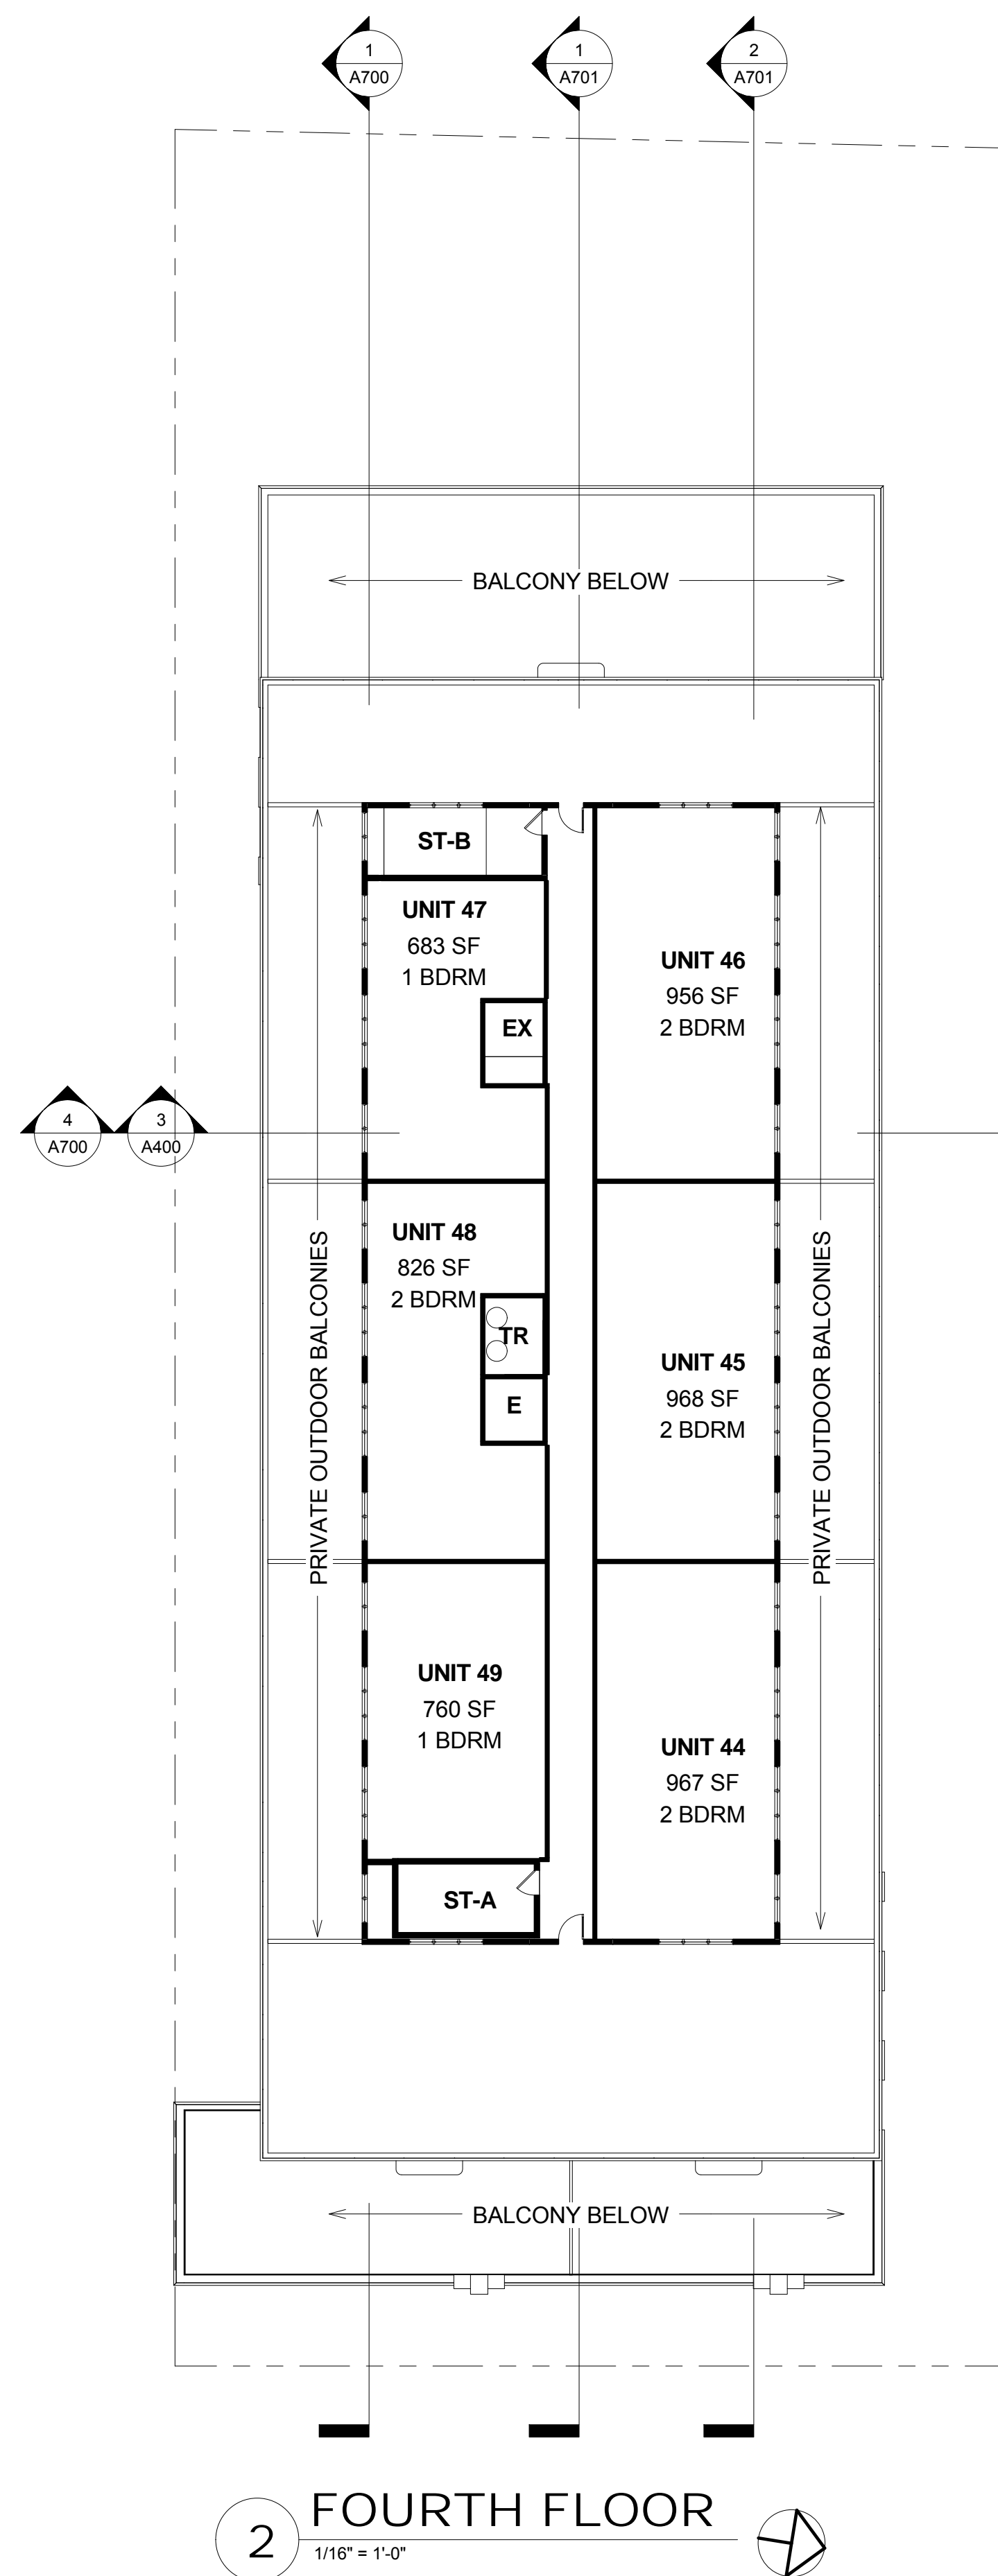 1
A700
1
A701
2
A701
BALCONY BELOW
ST-B
UNIT 47
683 SF
1 BDRM
UNIT 46
956 SF
2 BDRM
EX
4
A700
3
A400
UNIT 48
826 SF
2 BDRM
PRIVATE OUTDOOR BALCONIES
PRIVATE OUTDOOR BALCONIES
TR
UNIT 45
968 SF
2 BDRM
E
UNIT 49
760 SF
1 BDRM
UNIT 44
967 SF
2 BDRM
ST-A
BALCONY BELOW
2
FOURTH FLOOR
1/16" = 1'-0"